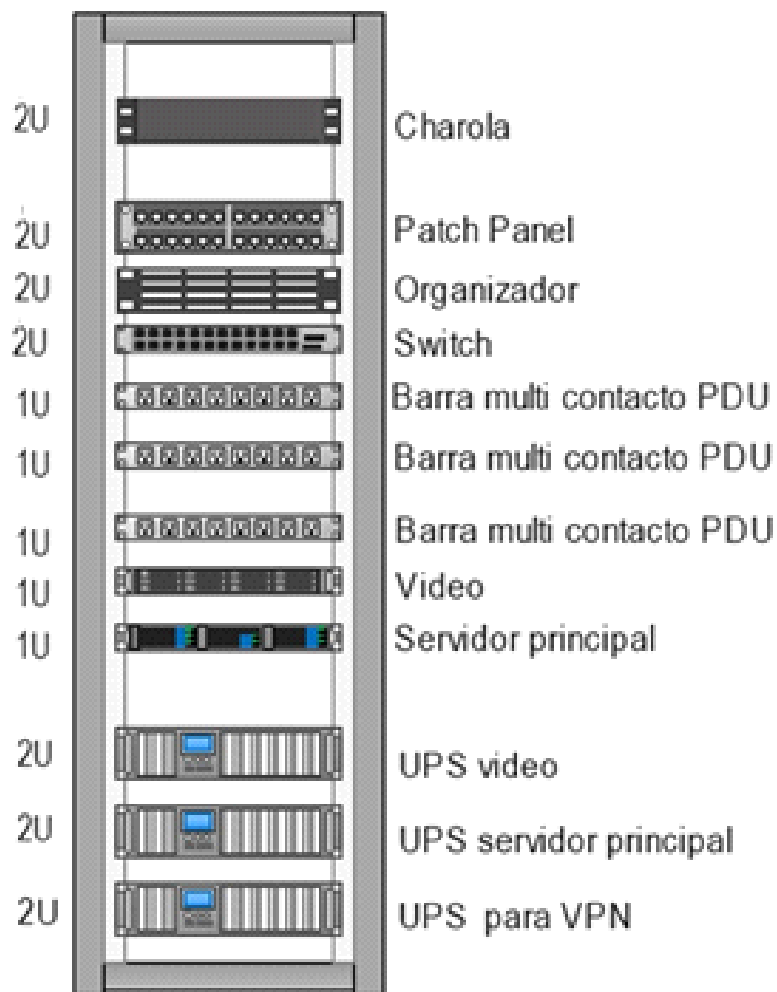 2U Charola
2U Patch Panel
2U Organizador
2U Switch
1U Barra multi contacto PDU
1U Barra multi contacto PDU
1U Barra multi contacto PDU
1U Video
1U Servidor principal
2U UPS video
2U UPS servidor principal
2U UPS para VPN